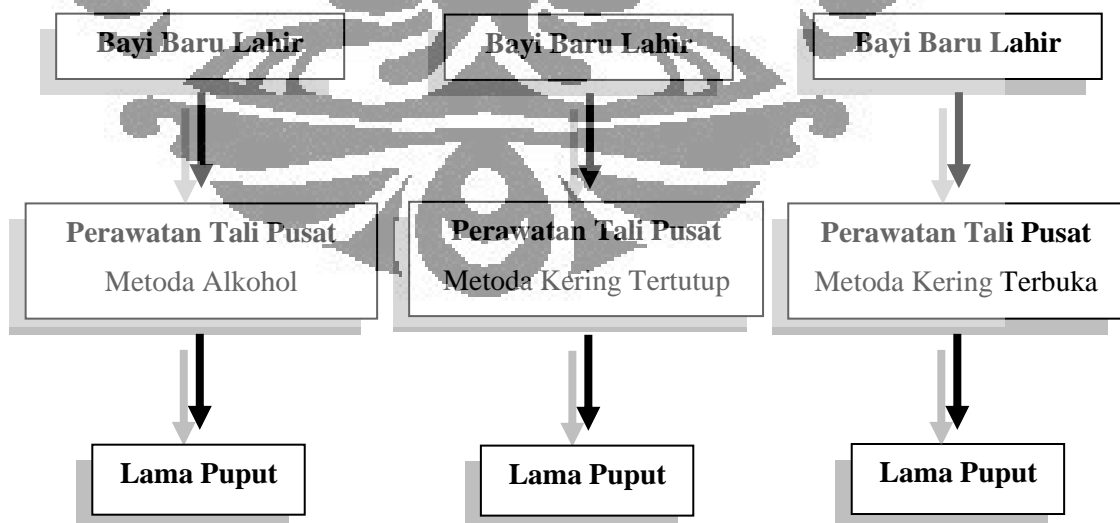 Bayi Baru Lahir
Bayi Baru Lahir
Bayi Baru Lahir
Perawatan Tali Pusat
Metoda Alkohol
Perawatan Tali Pusat
Metoda Kering Tertutup
Perawatan Tali Pusat
Metoda Kering Terbuka
Lama Puput
Lama Puput
Lama Puput